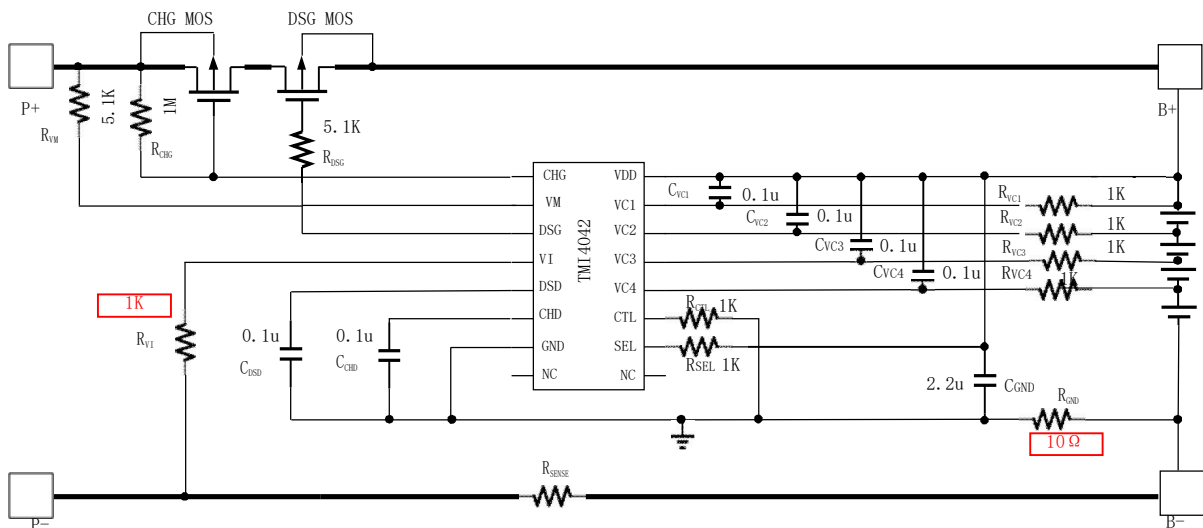 CHG MOS
DSG MOS
P+
5.1K
R_VM
1M
R_CHG
5.1K
R_DSG
B+
CHG
VM
DSG
VI
DSD
CHD
GND
NC
TMI4042
VDD
VC1
VC2
VC3
VC4
CTL
SEL
NC
C_VC1
0.1u
C_VC2
0.1u
C_VC3
0.1u
C_VC4
0.1u
R_VC1
1K
R_VC2
1K
R_VC3
1K
R_VC4
1K
1K
R_VI
0.1u
C_DSD
0.1u
C_CHD
R_CTL
1K
RSEL
1K
2.2u
C_GND
R_GND
10Ω
R_SENSE
P-
B-